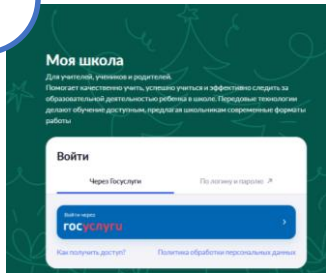 Моя школа
Для учителей, учеников и родителей.
Помогает качественно учить, успешно учиться и эффективно следить за
образовательной деятельностью ребенка в школе. Передовые технологии
делают обучение доступным, предлагая школьникам современные форматы
работы
Войти
Через Госуслуги
По логину и паролю
Войти через
госуслуги
Как получить доступ?
Политика обработки персональных данных